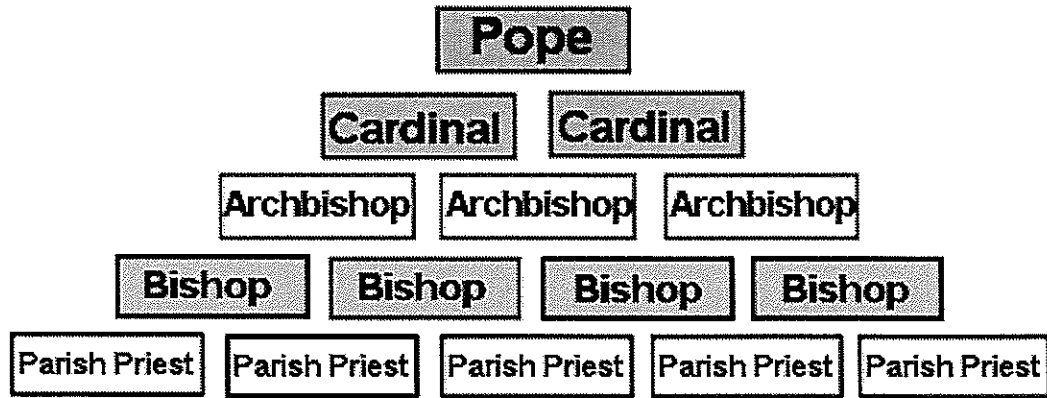 Pope
Cardinal Cardinal
Archbishop Archbishop Archbishop
Bishop Bishop Bishop Bishop
Parish Priest Parish Priest Parish Priest Parish Priest Parish Priest